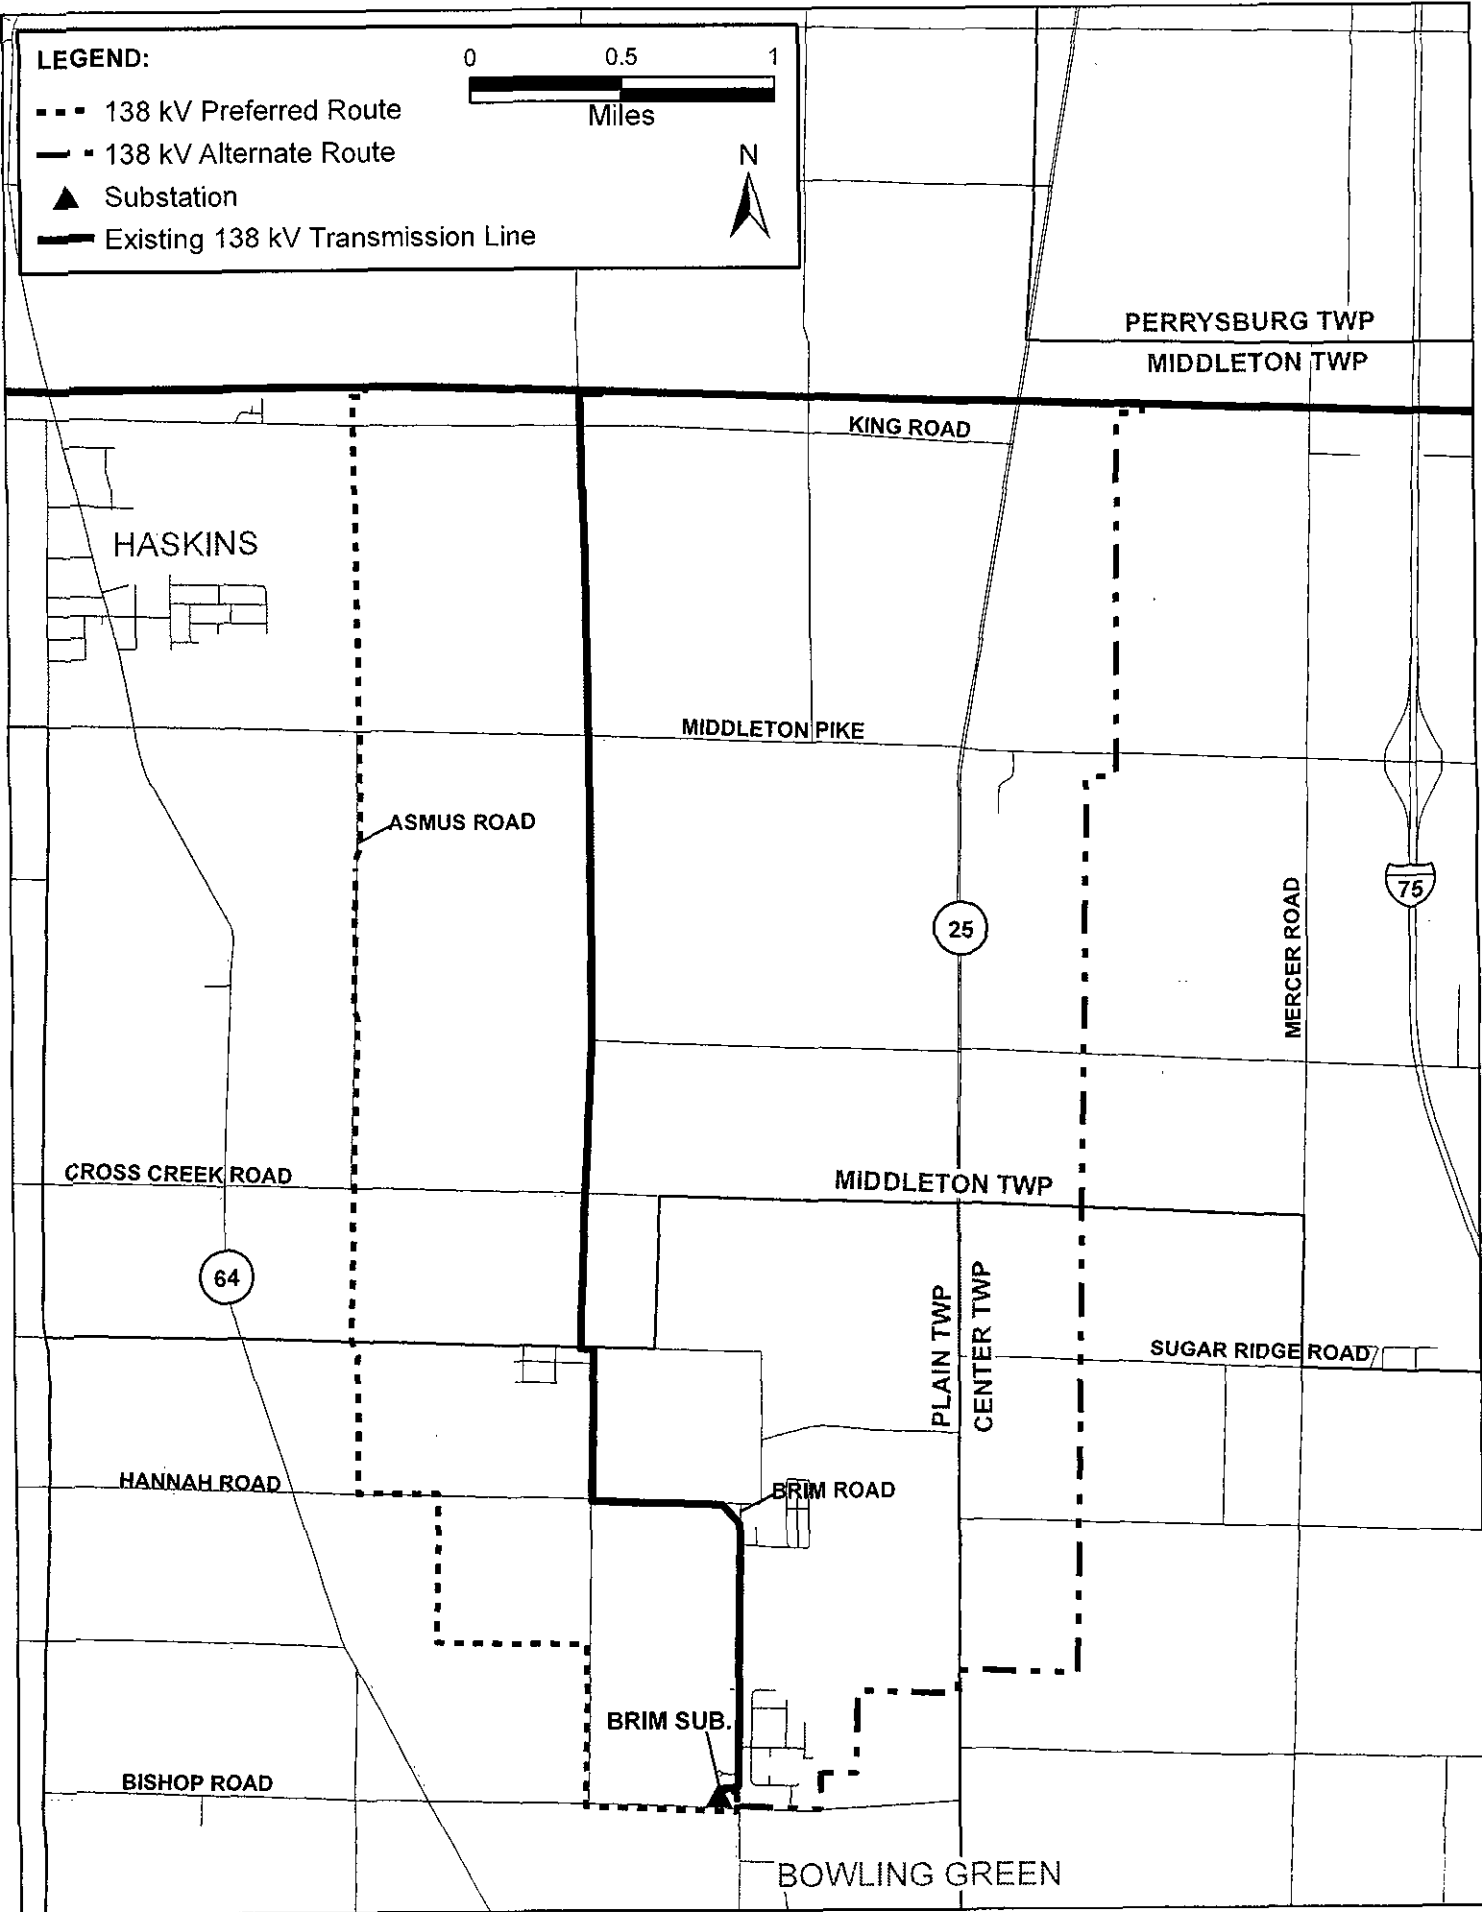 LEGEND:
0 0.5 1
Miles
138 kV Preferred Route
138 kV Alternate Route
Substation
Existing 138 kV Transmission Line
N
PERRYSBURG TWP
MIDDLETON TWP
KING ROAD
HASKINS
MIDDLETON PIKE
ASMUS ROAD
75
25
MERCER ROAD
CROSS CREEK ROAD
MIDDLETON TWP
64
PLAIN TWP
CENTER TWP
SUGAR RIDGE ROAD
HANNAH ROAD
BRIM ROAD
BRIM SUB.
BISHOP ROAD
BOWLING GREEN